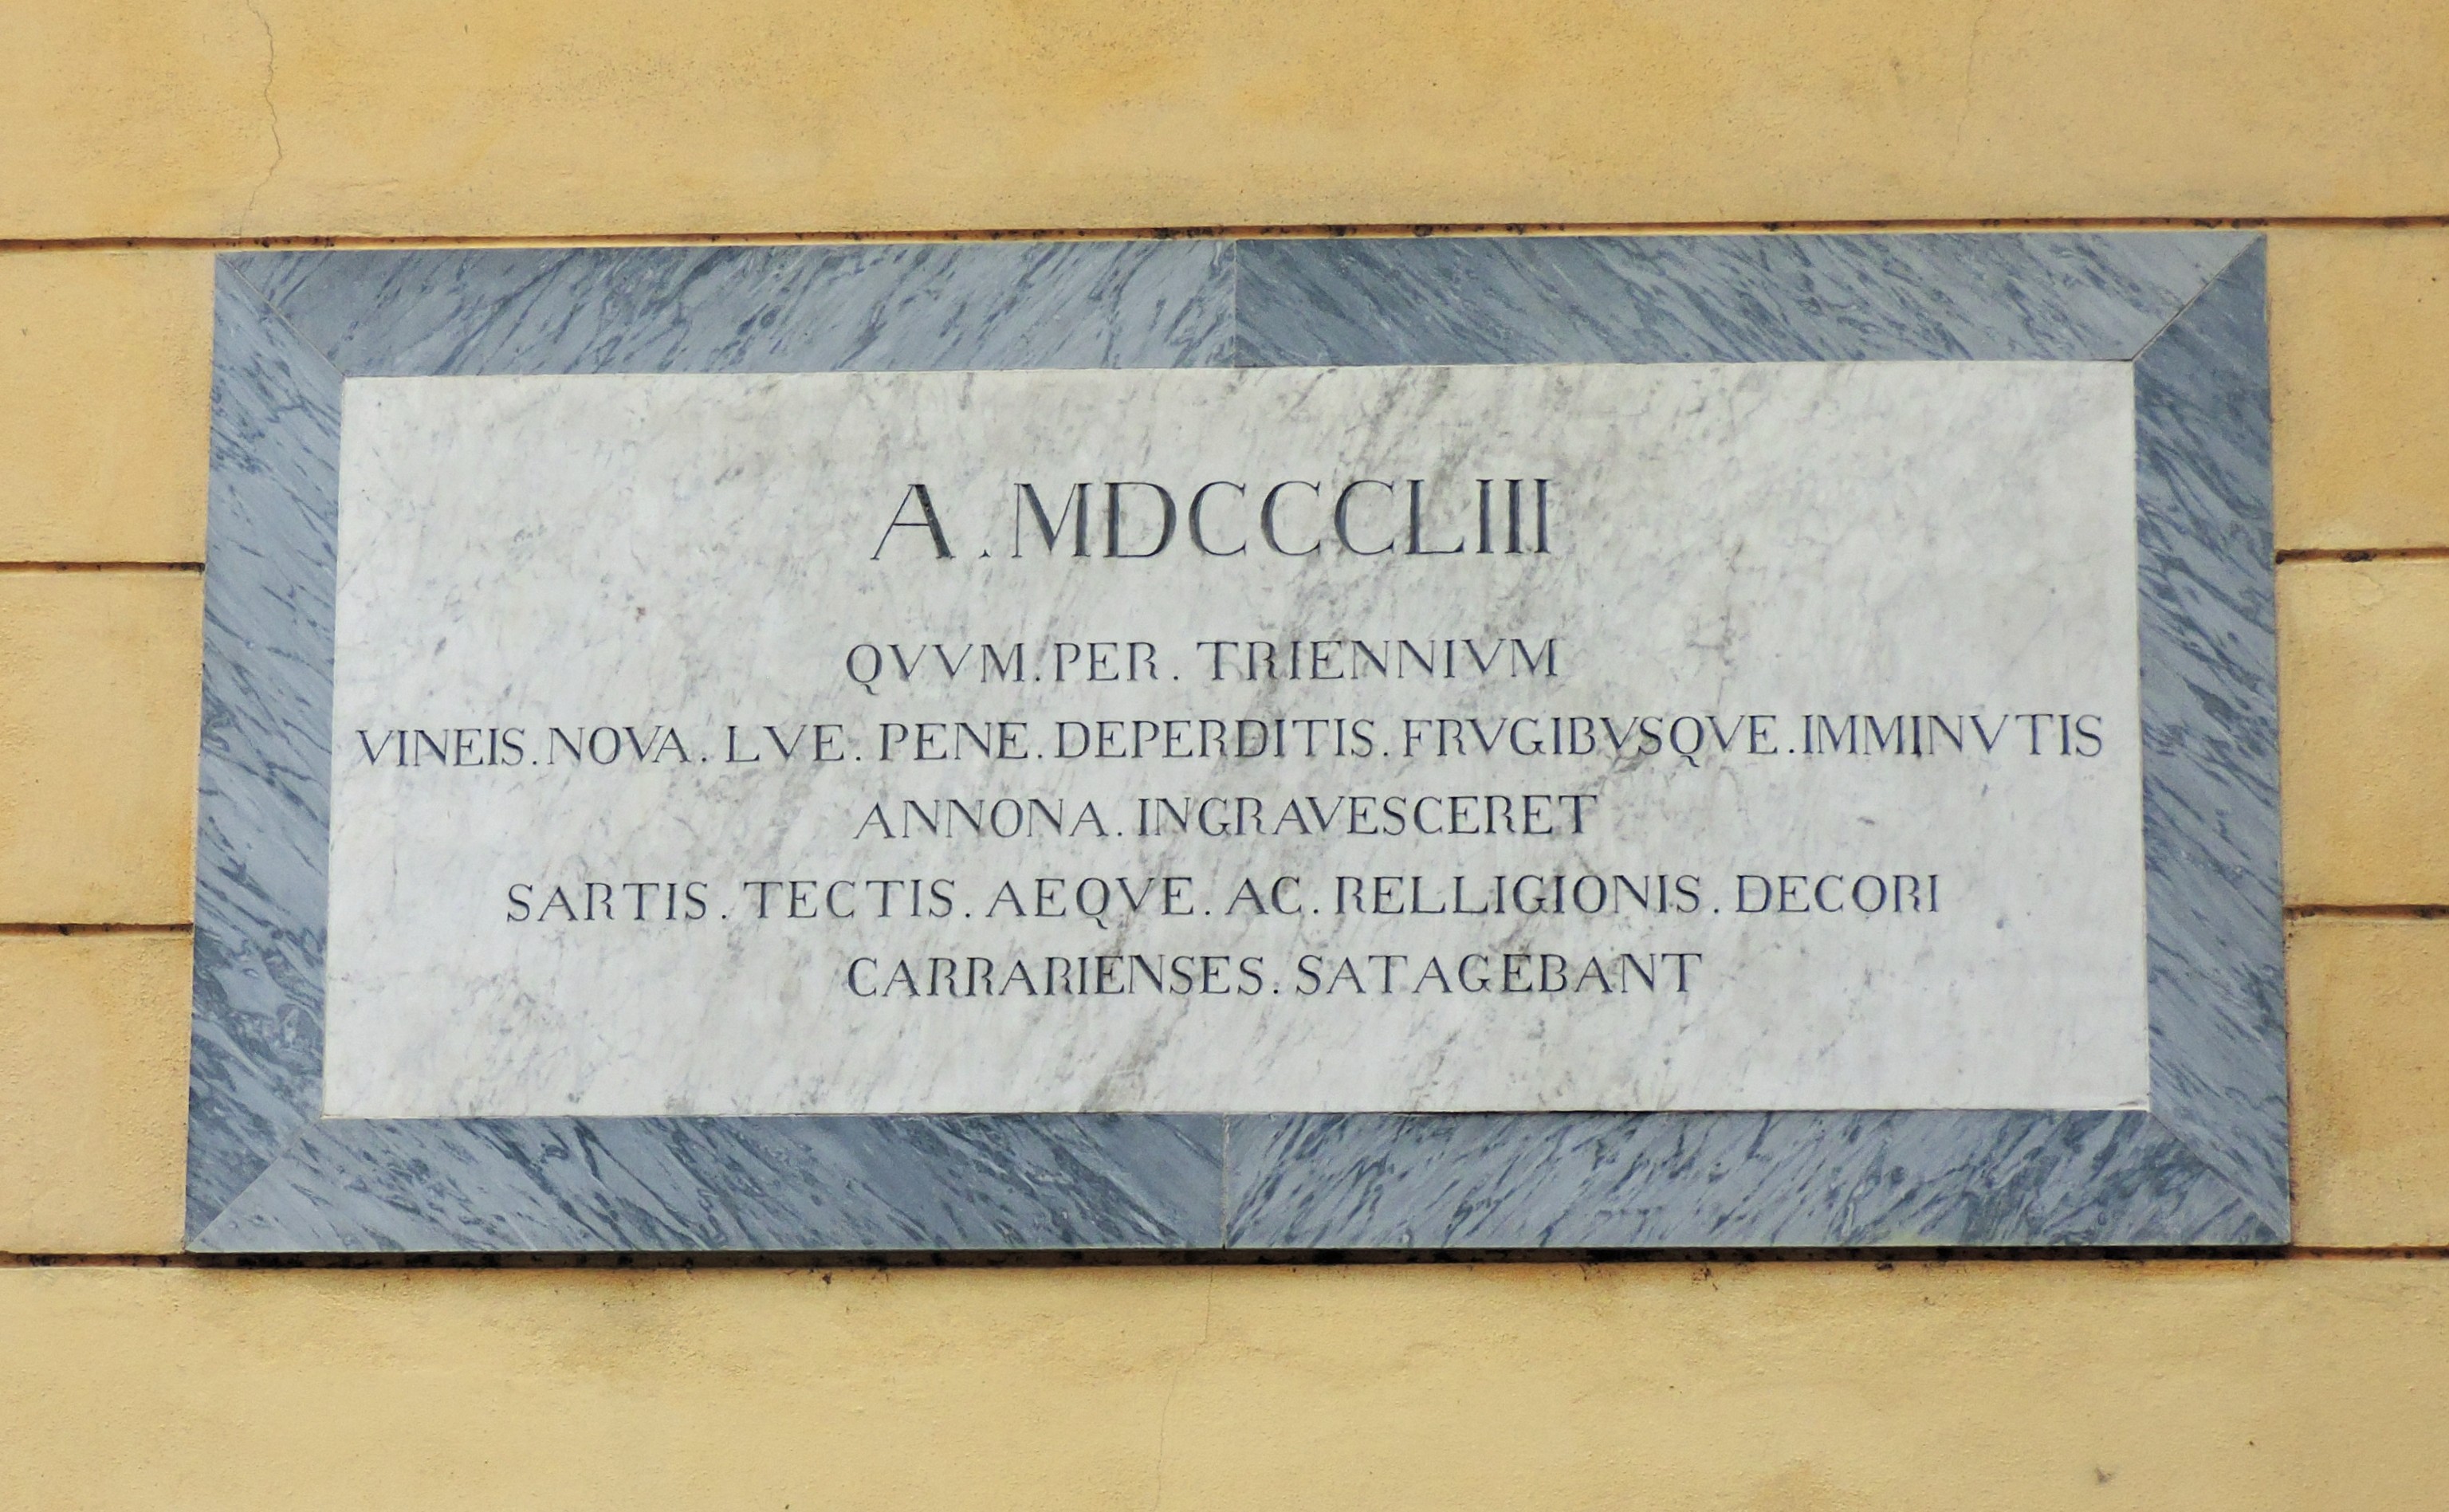 A . MDCCCLIII
QVVM . PER . TRIENNIVM
VINEIS . NOVA . LVE . PENE . DEPERDITIS . FRVGIBVSQVE . IMMINVTIS
ANNONA . INGRAVESCERET
SARTIS . TECTIS . AEQVE . AC . RELLIGIONIS . DECORI
CARRARIENSES . SATAGEBANT